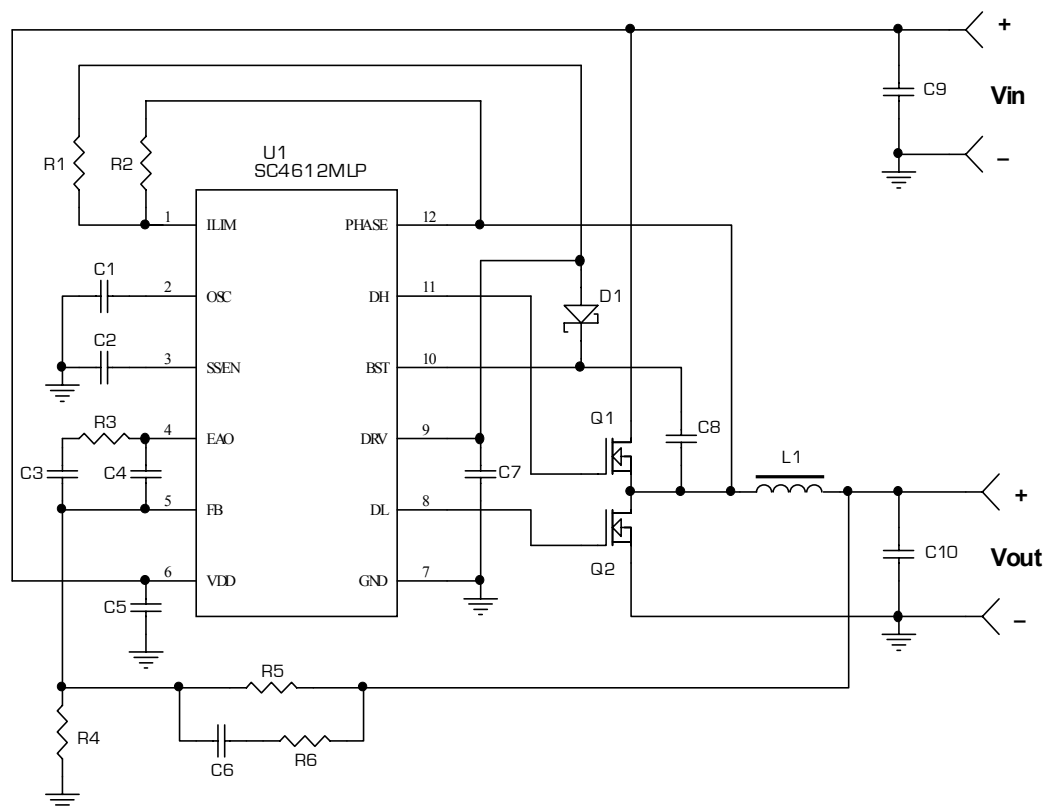 +
C9
Vin
–
R1
R2
U1
SC4612MLP
1
ILIM
PHASE
12
C1
2
OSC
DH
11
D1
C2
3
SS/EN
BST
10
R3
4
EAO
DRV
9
Q1
C8
C3
C4
C7
L1
5
FB
DL
8
+
Q2
C10
Vout
6
VDD
GND
7
C5
–
R5
R4
C6
R6